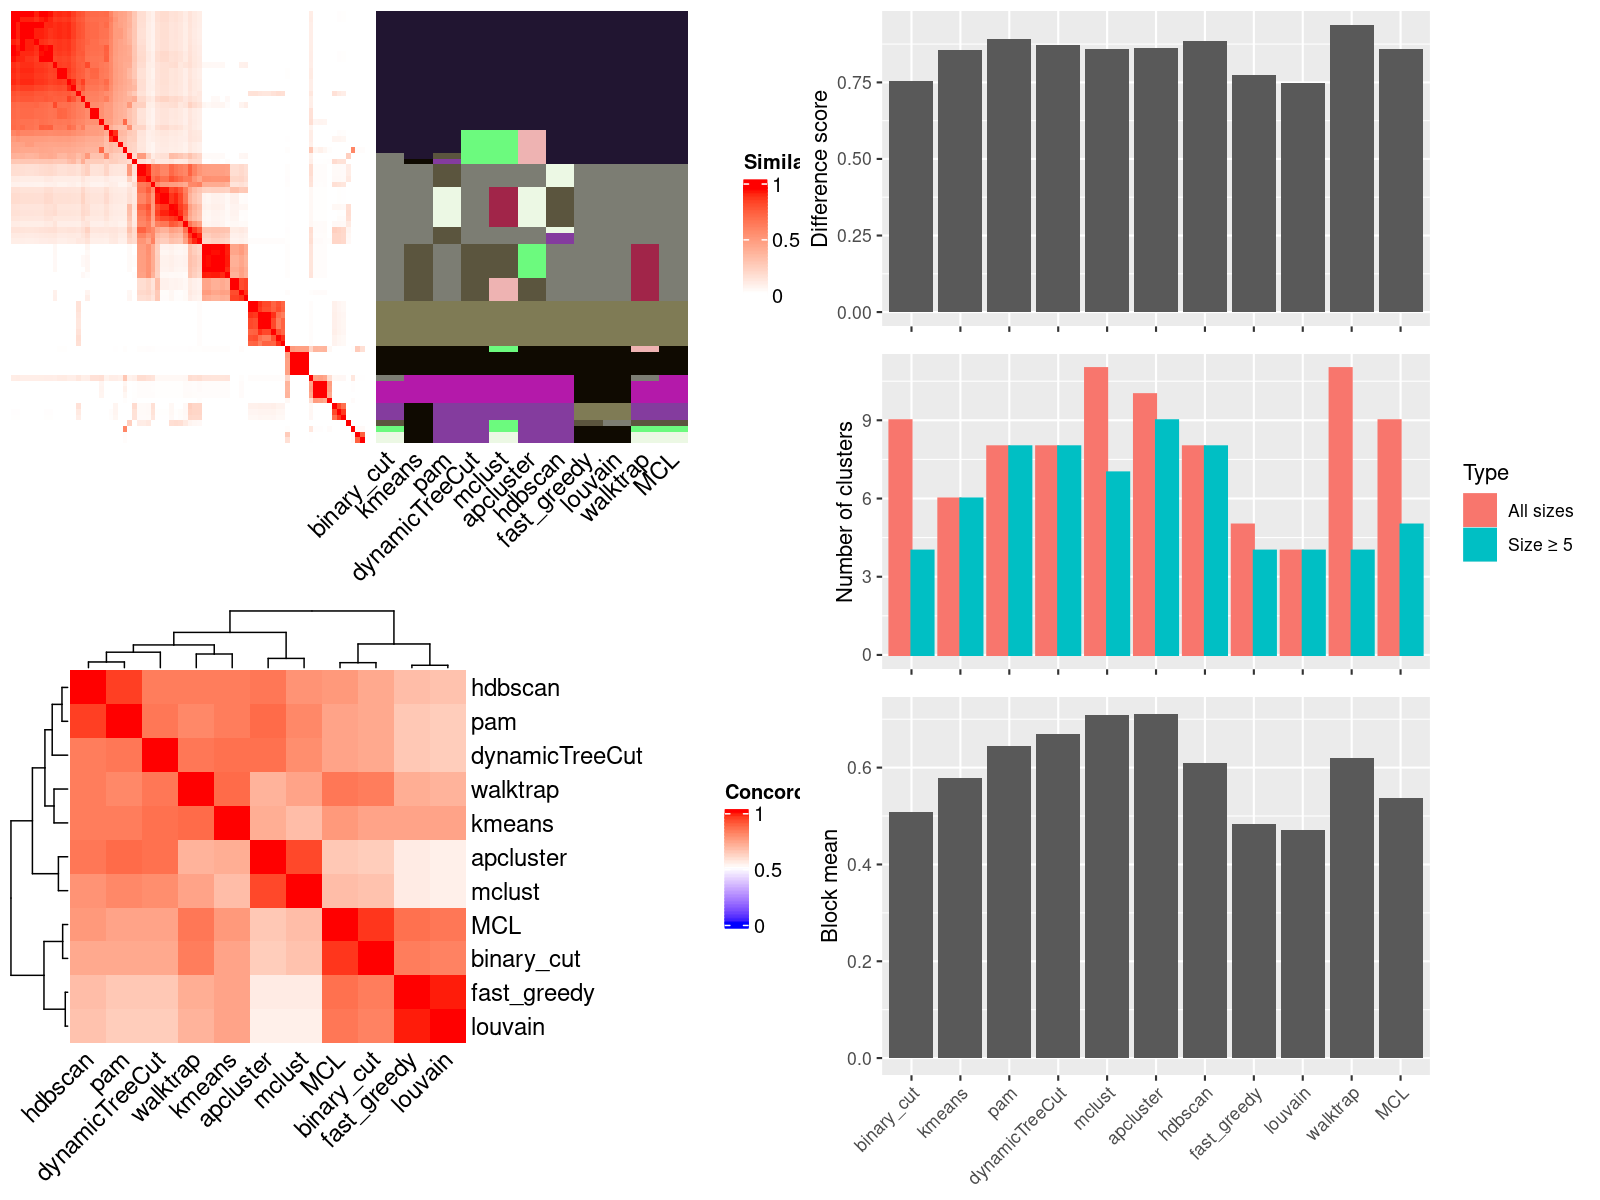 Simila
1
0.5
0
binary_cut
kmeans
pam
dynamicTreeCut
mclust
apcluster
hdbscan
fast_greedy
louvain
walktrap
MCL
hdbscan
pam
dynamicTreeCut
walktrap
kmeans
apcluster
mclust
MCL
binary_cut
fast_greedy
louvain
hdbscan
pam
dynamicTreeCut
walktrap
kmeans
apcluster
mclust
MCL
binary_cut
fast_greedy
louvain
Concord
1
0.5
0
Difference score
0.75
0.50
0.25
0.00
Number of clusters
9
6
3
0
Type
All sizes
Size ≥ 5
Block mean
0.6
0.4
0.2
0.0
binary_cut
kmeans
pam
dynamicTreeCut
mclust
apcluster
hdbscan
fast_greedy
louvain
walktrap
MCL